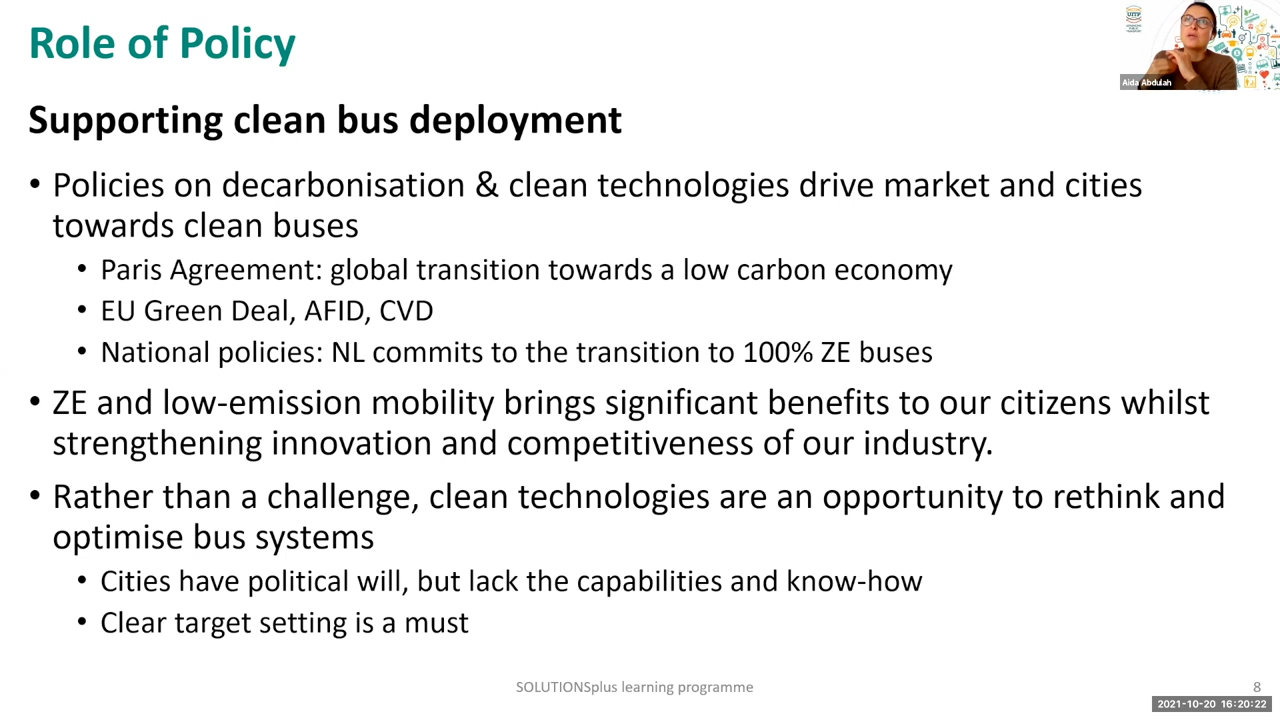 Role of Policy
UITP
Aida Abdulah
Supporting clean bus deployment
• Policies on decarbonisation & clean technologies drive market and cities
towards clean buses
• Paris Agreement: global transition towards a low carbon economy
• EU Green Deal, AFID, CVD
• National policies: NL commits to the transition to 100% ZE buses
• ZE and low-emission mobility brings significant benefits to our citizens whilst
strengthening innovation and competitiveness of our industry.
• Rather than a challenge, clean technologies are an opportunity to rethink and
optimise bus systems
• Cities have political will, but lack the capabilities and know-how
• Clear target setting is a must
SOLUTIONSplus learning programme
8
2021-10-20 16:20:22